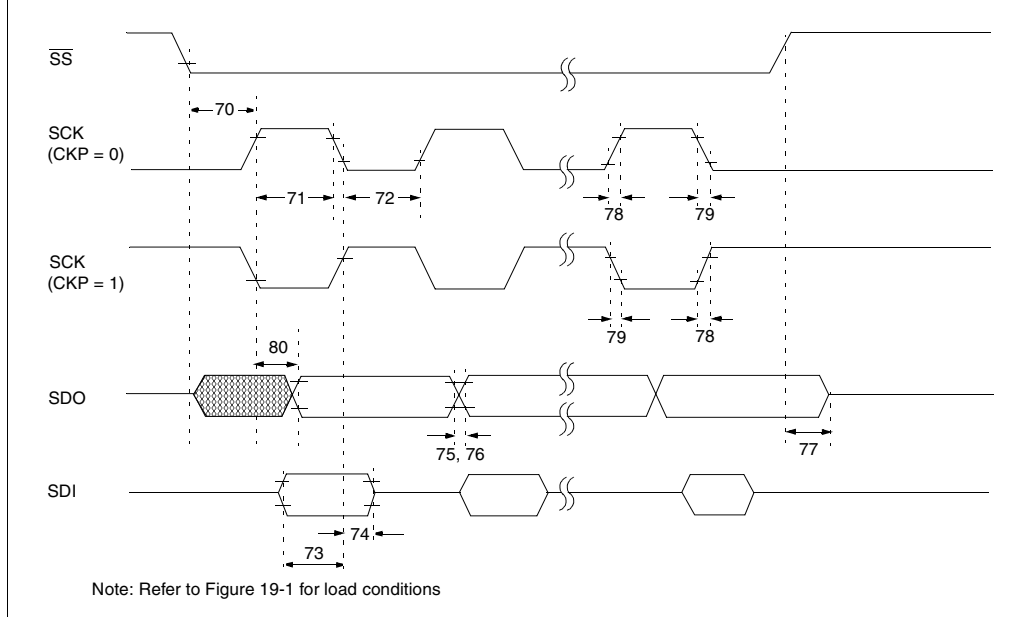 S̅S̅
70
SCK
(CKP = 0)
71
72
78
79
SCK
(CKP = 1)
79
78
80
SDO
75, 76
77
SDI
74
73
Note: Refer to Figure 19-1 for load conditions